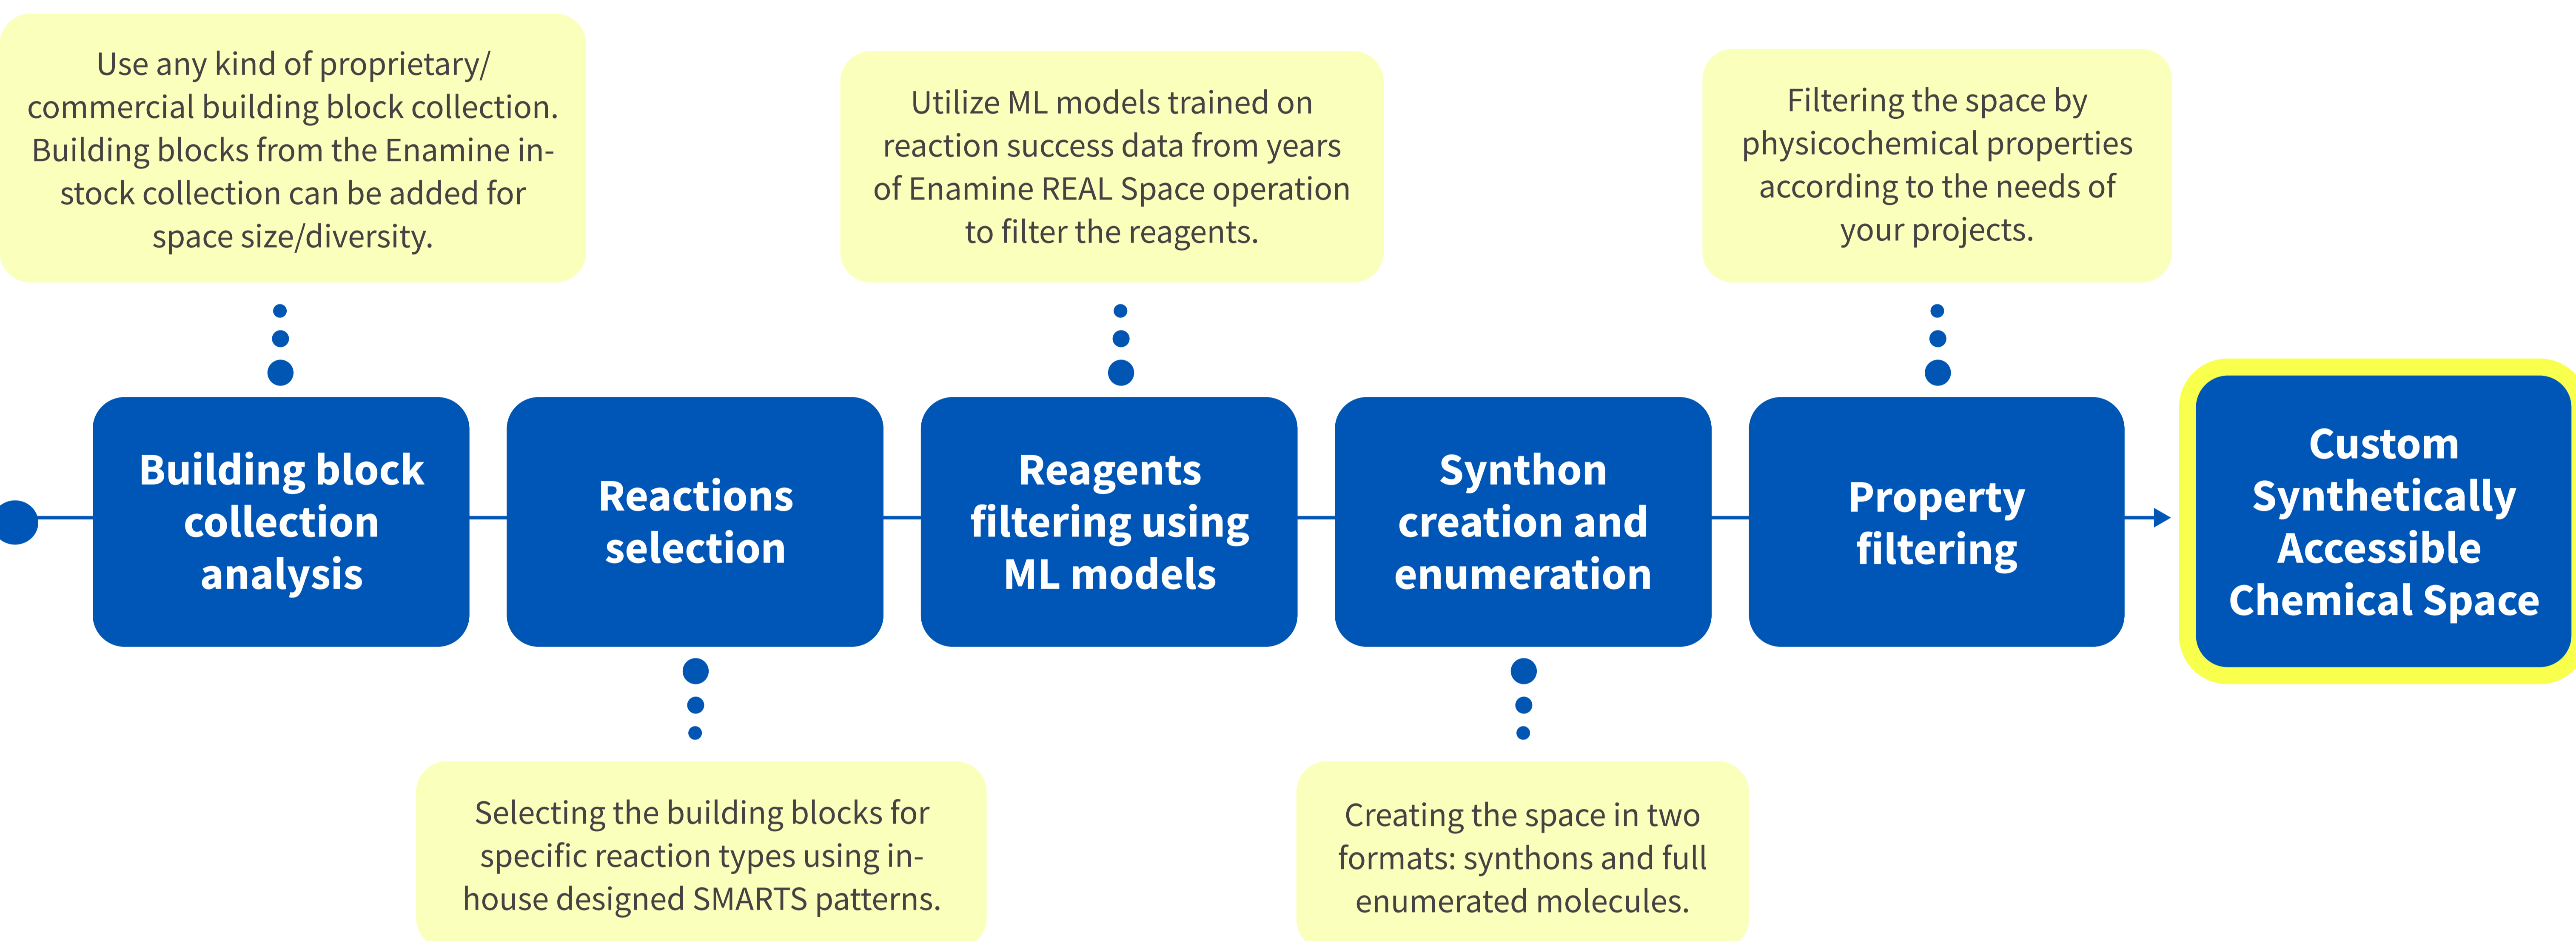 Use any kind of proprietary/
commercial building block collection.
Building blocks from the Enamine in-
stock collection can be added for
space size/diversity.
Utilize ML models trained on
reaction success data from years
of Enamine REAL Space operation
to filter the reagents.
Filtering the space by
physicochemical properties
according to the needs of
your projects.
Building block
collection
analysis
Reactions
selection
Reagents
filtering using
ML models
Synthon
creation and
enumeration
Property
filtering
Custom
Synthetically
Accessible
Chemical Space
Selecting the building blocks for
specific reaction types using in-
house designed SMARTS patterns.
Creating the space in two
formats: synthons and full
enumerated molecules.